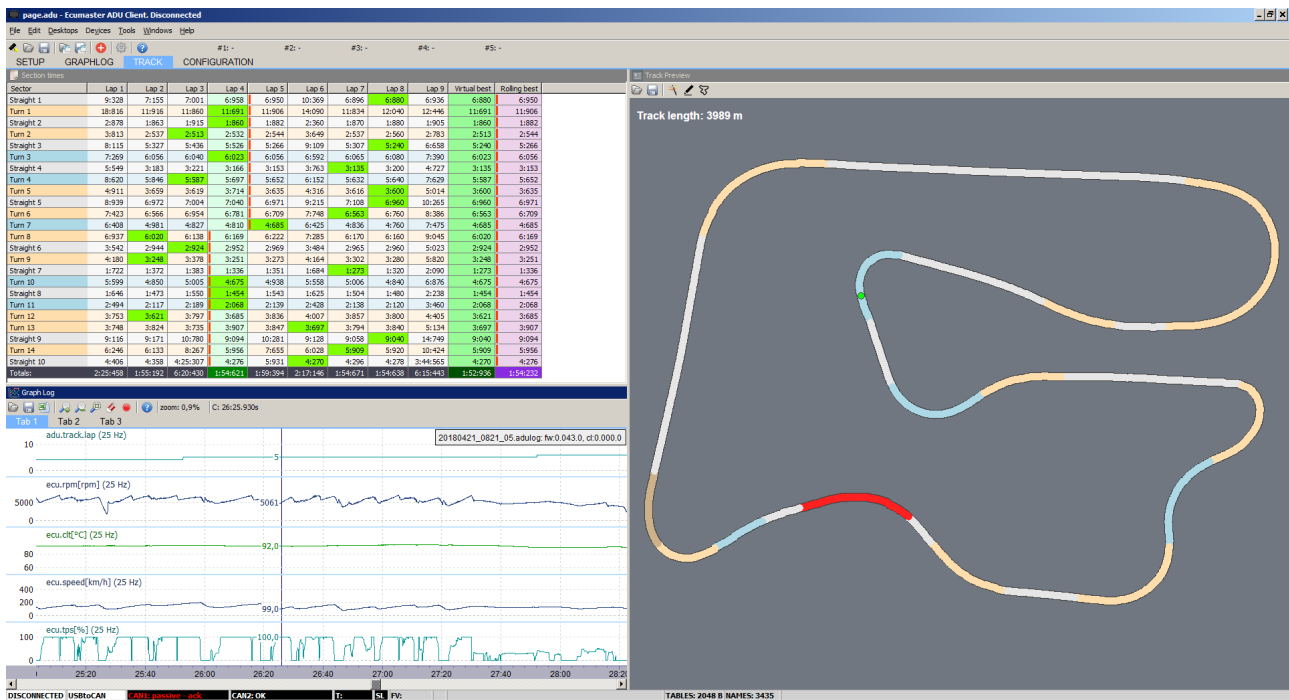 page.adu - Ecumaster ADU Client. Disconnected
File Edit Desktops Devices Tools Windows Help
#1: - #2: - #3: - #4: - #5: -
SETUP GRAPHLOG TRACK CONFIGURATION
Section times
Sector Lap 1 Lap 2 Lap 3 Lap 4 Lap 5 Lap 6 Lap 7 Lap 8 Lap 9 Virtual best Rolling best
Straight 1 9:328 7:155 7:001 6:958 6:950 10:369 6:896 6:880 6:936 6:880 6:950
Turn 1 18:816 11:916 11:860 11:691 11:906 14:090 11:834 12:040 12:446 11:691 11:906
Straight 2 2:878 1:863 1:915 1:860 1:882 2:360 1:870 1:880 1:905 1:860 1:882
Turn 2 3:813 2:537 2:513 2:532 2:544 3:649 2:537 2:560 2:783 2:513 2:544
Straight 3 8:115 5:327 5:436 5:526 5:266 9:109 5:307 5:240 6:658 5:240 5:266
Turn 3 7:269 6:056 6:040 6:023 6:056 6:592 6:065 6:080 7:390 6:023 6:056
Straight 4 5:549 3:183 3:221 3:166 3:153 3:763 3:135 3:200 4:727 3:135 3:153
Turn 4 8:620 5:846 5:587 5:697 5:652 6:152 5:632 5:640 7:629 5:587 5:652
Turn 5 4:911 3:659 3:619 3:714 3:635 4:316 3:616 3:600 5:014 3:600 3:635
Straight 5 8:939 6:972 7:004 7:040 6:971 9:215 7:108 6:960 10:265 6:960 6:971
Turn 6 7:423 6:566 6:954 6:781 6:709 7:748 6:563 6:760 8:386 6:563 6:709
Turn 7 6:408 4:981 4:827 4:810 4:685 6:425 4:836 4:760 7:475 4:685 4:685
Turn 8 6:937 6:020 6:138 6:169 6:222 7:285 6:170 6:160 9:045 6:020 6:169
Straight 6 3:542 2:944 2:924 2:952 2:969 3:484 2:965 2:960 5:023 2:924 2:952
Turn 9 4:180 3:248 3:378 3:251 3:273 4:164 3:302 3:280 5:820 3:248 3:251
Straight 7 1:722 1:372 1:383 1:336 1:351 1:684 1:273 1:320 2:090 1:273 1:336
Turn 10 5:599 4:850 5:005 4:675 4:938 5:558 5:006 4:840 6:876 4:675 4:675
Straight 8 1:646 1:473 1:550 1:454 1:543 1:625 1:504 1:480 2:238 1:454 1:454
Turn 11 2:494 2:117 2:189 2:068 2:139 2:428 2:138 2:120 3:460 2:068 2:068
Turn 12 3:753 3:621 3:797 3:685 3:836 4:007 3:857 3:800 4:405 3:621 3:685
Turn 13 3:748 3:824 3:735 3:907 3:847 3:697 3:794 3:840 5:134 3:697 3:907
Straight 9 9:116 9:171 10:780 9:094 10:281 9:128 9:058 9:040 14:749 9:040 9:094
Turn 14 6:246 6:133 8:267 5:956 7:655 6:028 5:909 5:920 10:424 5:909 5:956
Straight 10 4:406 4:358 4:25:307 4:276 5:931 4:270 4:296 4:278 3:44:565 4:270 4:276
Totals: 2:25:458 1:55:192 6:20:430 1:54:621 1:59:394 2:17:146 1:54:671 1:54:638 6:15:443 1:52:936 1:54:232
Graph Log
zoom: 0,9% C: 26:25.930s
Tab 1 Tab 2 Tab 3
adu.track.lap (25 Hz)
20180421_0821_05.adulog: fw:0.043.0, cl:0.000.0
10
5
0
ecu.rpm[rpm] (25 Hz)
5000
5061
0
ecu.clt[°C] (25 Hz)
92,0
80
60
ecu.speed[km/h] (25 Hz)
400
200
99,0
0
ecu.tps[%] (25 Hz)
100
100,0
0
25:20 25:40 26:00 26:20 26:40 27:00 27:20 27:40 28:00 28:20
DISCONNECTED USBtoCAN CAN1: passive - ack CAN2: OK T: SL FV: TABLES: 2048 B NAMES: 3435
Track Preview
Track length: 3989 m